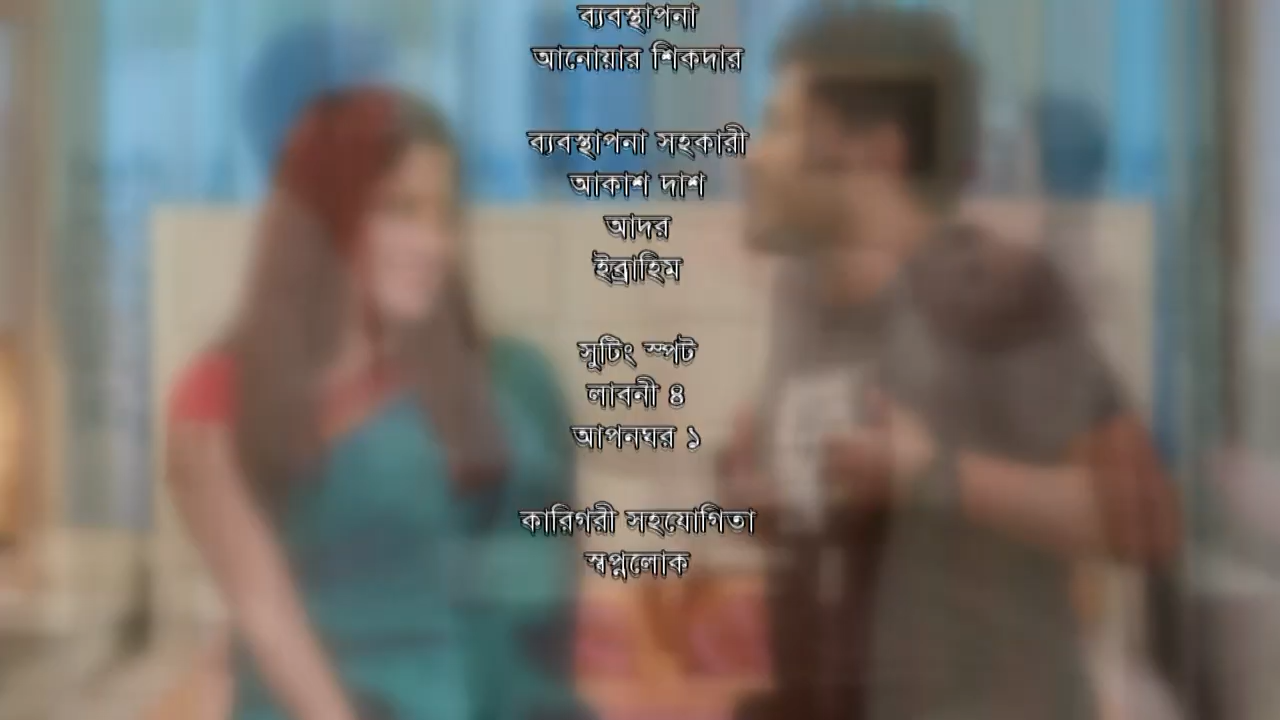 ব্যবস্থাপনা
আনোয়ার শিকদার
ব্যবস্থাপনা সহকারী
আকাশ দাশ
আদর
ইব্রাহিম
সুটিং স্পট
লাবনী ৪
আপনঘর ১
কারিগরী সহযোগিতা
স্বপ্নলোক